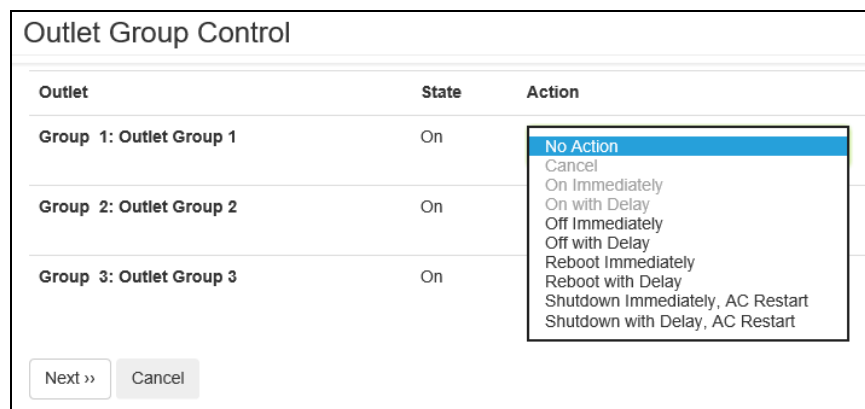 Outlet Group Control
Outlet State Action
Group 1: Outlet Group 1 On
No Action
Cancel
On Immediately
On with Delay
Off Immediately
Off with Delay
Reboot Immediately
Reboot with Delay
Shutdown Immediately, AC Restart
Shutdown with Delay, AC Restart
Group 2: Outlet Group 2 On
Group 3: Outlet Group 3 On
Next ›› Cancel